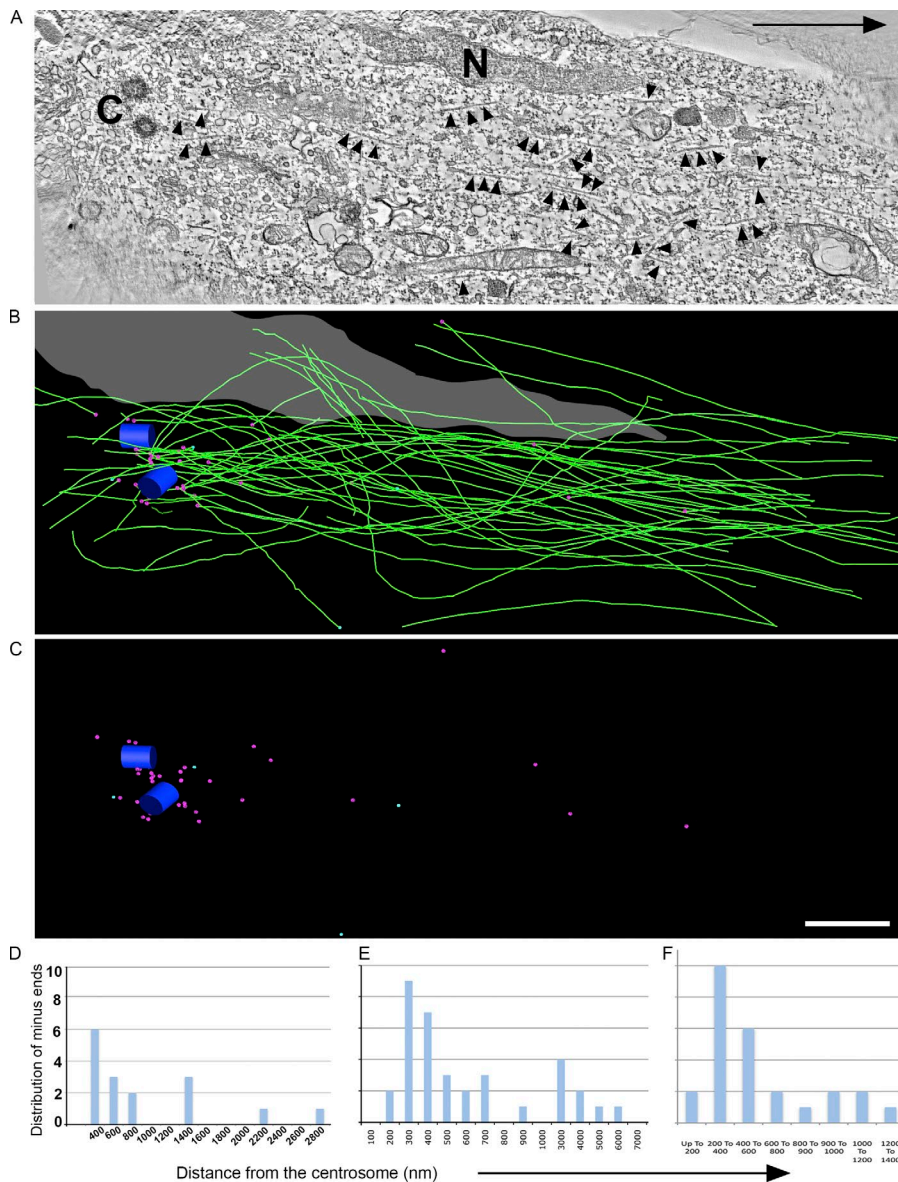 A
N
C
B
C
D
E
F
Distribution of minus ends
10
8
6
4
2
0
400 600 800 1000 1200 1400 1600 1800 2000 2200 2400 2600 2800
100 200 300 400 500 600 700 800 900 1000 3000 4000 5000 6000 7000
Up To 200 To 400 To 600 To 800 To 900 To 1000 1200
200 400 600 800 900 1000 To To
1200 1400
Distance from the centrosome (nm)